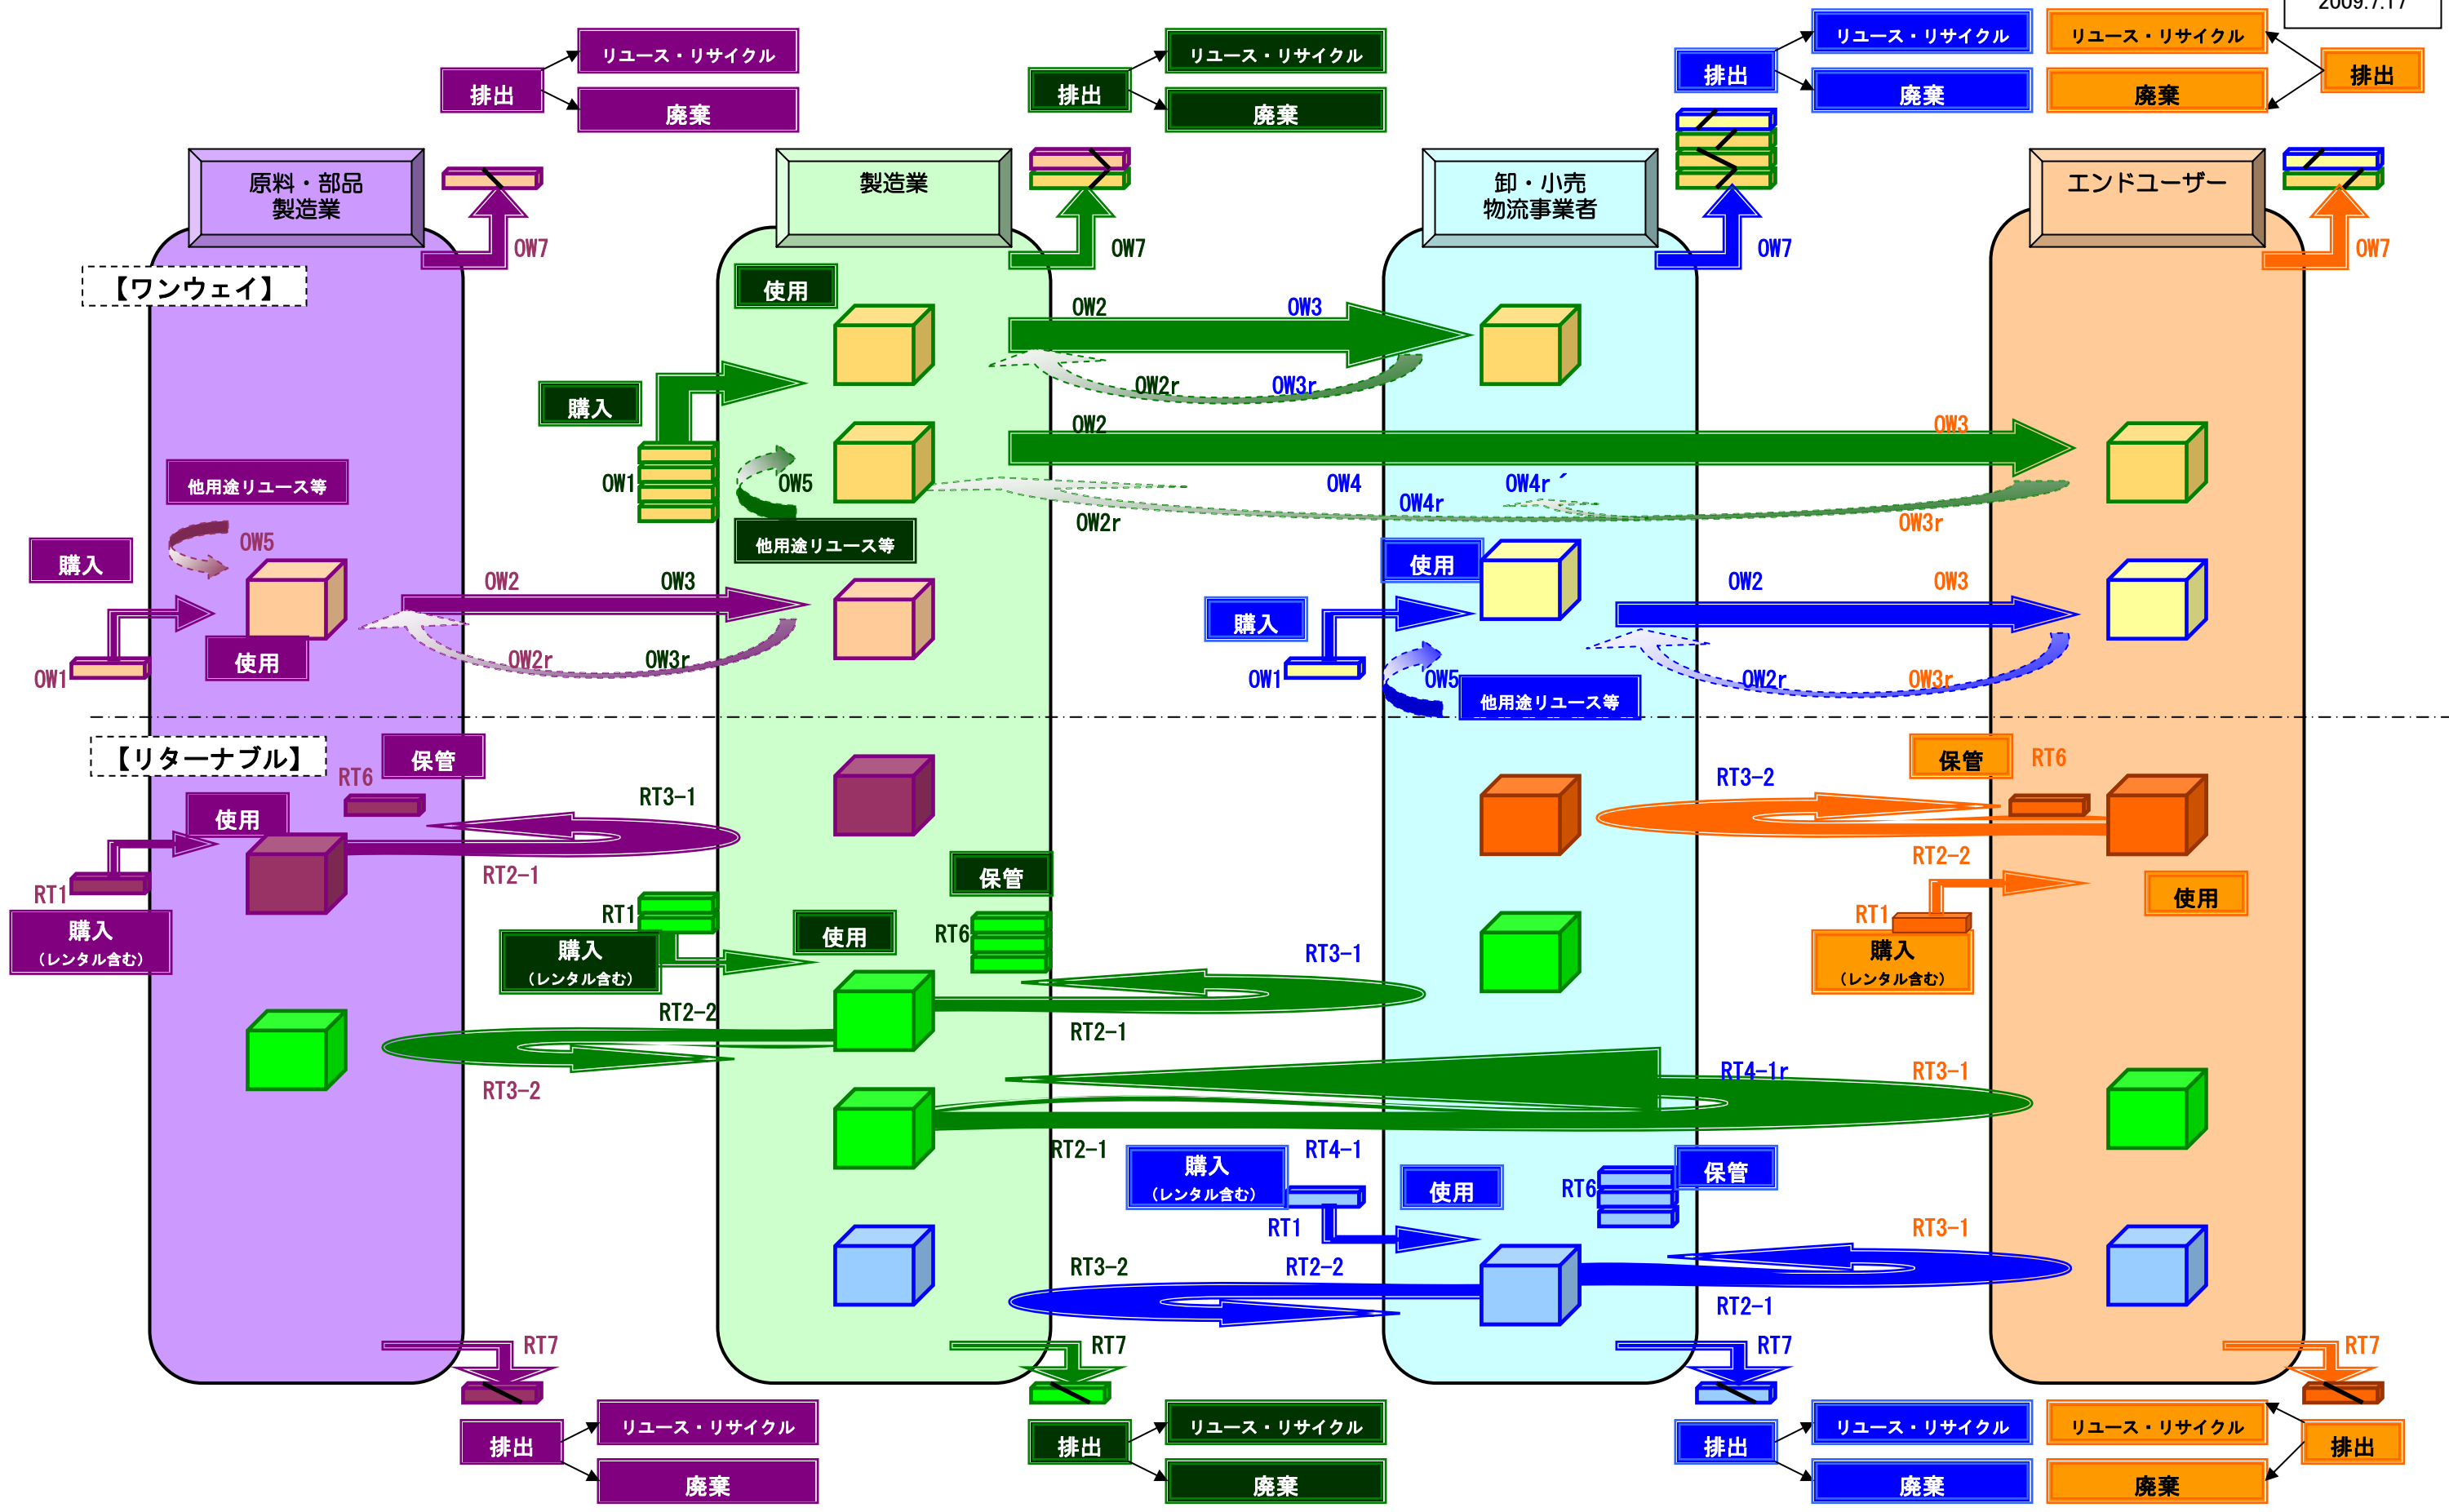 2009.7.17
リユース・リサイクル
排出
廃棄
リユース・リサイクル
排出
廃棄
リユース・リサイクル
排出
廃棄
リユース・リサイクル
排出
廃棄
原料・部品
製造業
製造業
卸・小売
物流事業者
エンドユーザー
OW7
OW7
OW7
OW7
【ワンウェイ】
使用
OW2
OW3
購入
OW2r
OW3r
OW2
OW3
他用途リユース等
OW1
OW5
OW4
OW4r´
OW4r
OW2r
OW3r
OW5
他用途リユース等
購入
使用
OW2
OW3
OW2
OW3
購入
使用
OW2r
OW3r
OW1
OW1
OW5
OW2r
OW3r
他用途リユース等
【リターナブル】
保管
RT6
使用
RT3-1
RT3-2
保管
RT6
RT2-1
RT2-2
RT1
購入
（レンタル含む）
保管
RT1
使用
RT6
購入
（レンタル含む）
RT3-1
使用
RT1
購入
（レンタル含む）
RT2-2
RT2-1
RT3-2
RT4-1r
RT3-1
RT2-1
RT4-1
購入
（レンタル含む）
使用
RT6
保管
RT1
RT3-1
RT3-2
RT2-2
RT2-1
RT7
RT7
RT7
RT7
リユース・リサイクル
排出
廃棄
リユース・リサイクル
排出
廃棄
リユース・リサイクル
排出
廃棄
リユース・リサイクル
排出
廃棄